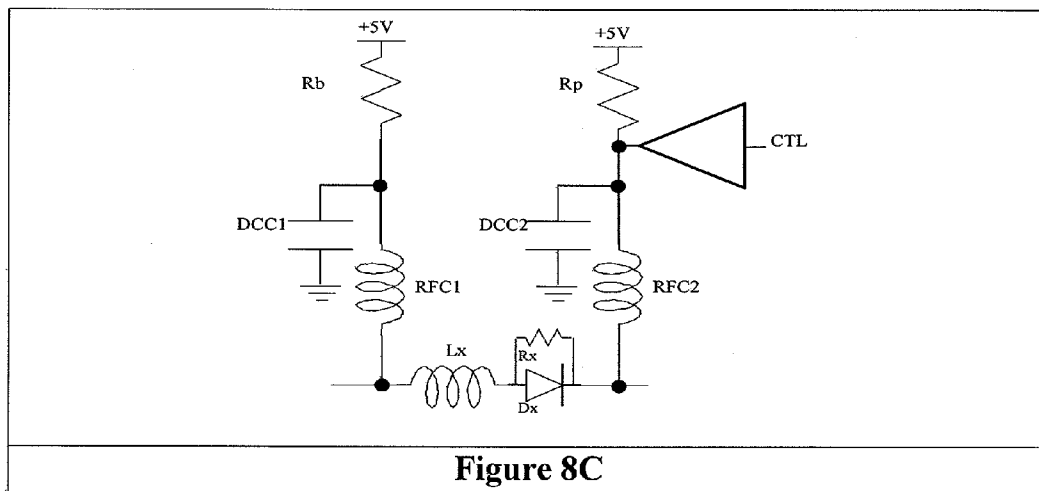 +5V
+5V
Rb
Rp
CTL
DCC1
DCC2
RFC1
RFC2
Lx
Rx
Dx
Figure 8C